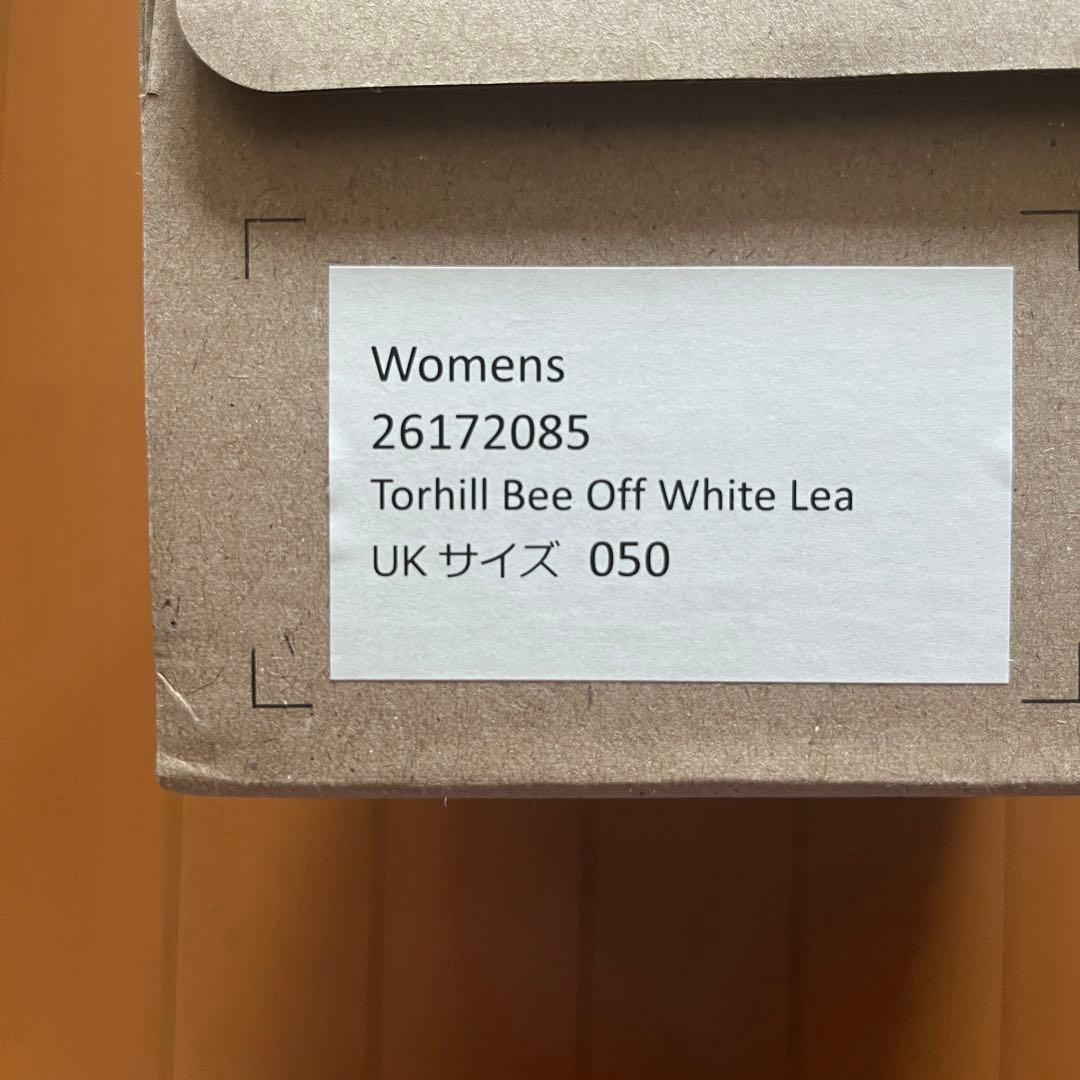 Womens
26172085
Torhill Bee Off White Lea
UK サイズ 050